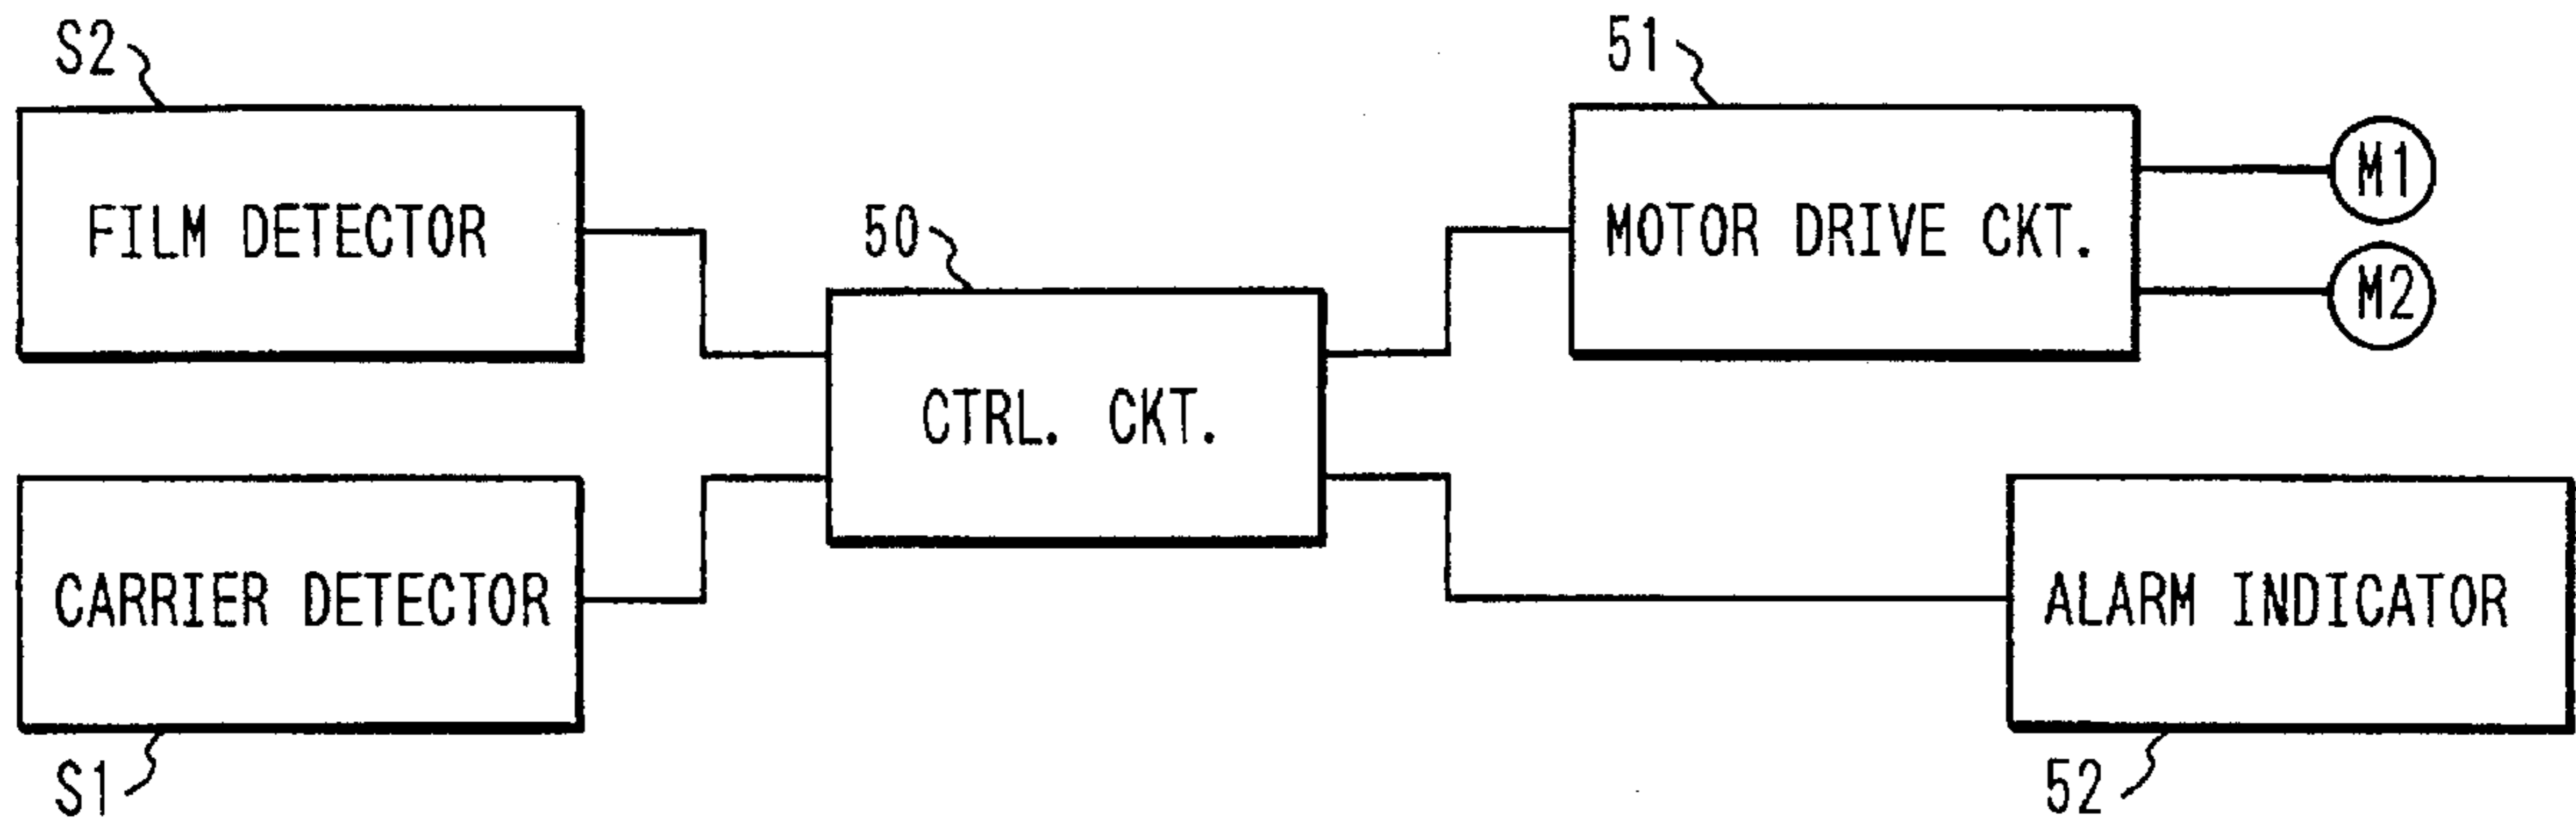 S2
51
FILM DETECTOR
50
MOTOR DRIVE CKT.
M1
M2
CTRL. CKT.
CARRIER DETECTOR
ALARM INDICATOR
S1
52